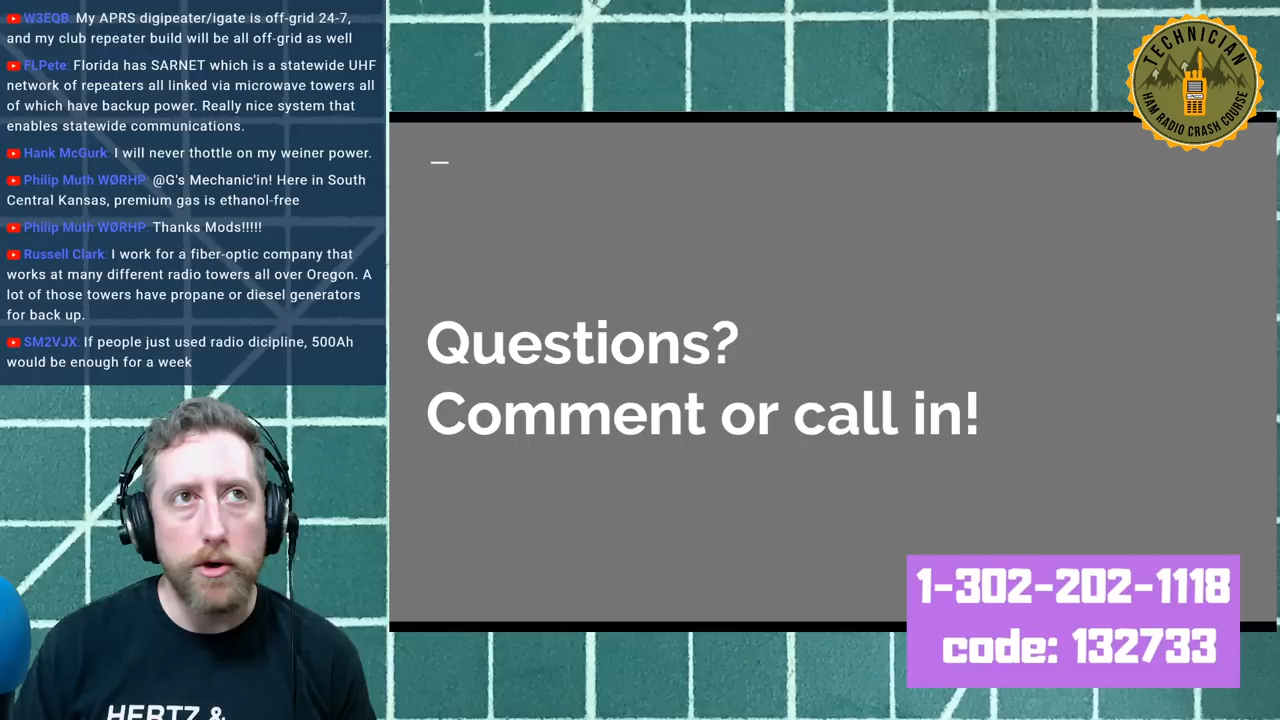 W3EQB: My APRS digipeater/igate is off-grid 24-7,
and my club repeater build will be all off-grid as well
FLPete: Florida has SARNET which is a statewide UHF
network of repeaters all linked via microwave towers all
of which have backup power. Really nice system that
enables statewide communications.
Hank McGurk: I will never thottle on my weiner power.
Philip Muth WØRHP: @G's Mechanic'in! Here in South
Central Kansas, premium gas is ethanol-free
Philip Muth WØRHP: Thanks Mods!!!!!
Russell Clark: I work for a fiber-optic company that
works at many different radio towers all over Oregon. A
lot of those towers have propane or diesel generators
for back up.
SM2VJX: If people just used radio dicipline, 500Ah
would be enough for a week
TECHNICIAN
HAM RADIO CRASH COURSE
Questions?
Comment or call in!
1-302-202-1118
code: 132733
HERTZ &